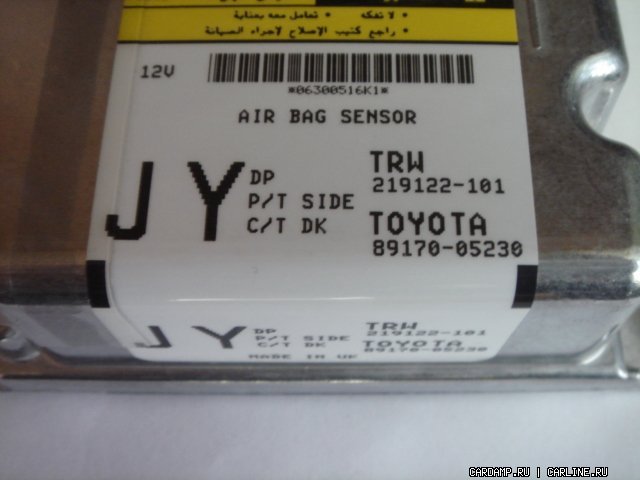 • لا تفكه • تعامل معه بعناية
• راجع كتيب الإصلاح لاجراء الصيانة
12V
*06300516K1*
AIR BAG SENSOR
JY
DP
P/T SIDE
C/T DK
TRW
219122-101
TOYOTA
89170-05230
JY
DP
P/T SIDE
C/T DK
TRW
219122-101
TOYOTA
89170-05230
MADE IN UK
CARDAMP.RU | CARLINE.RU